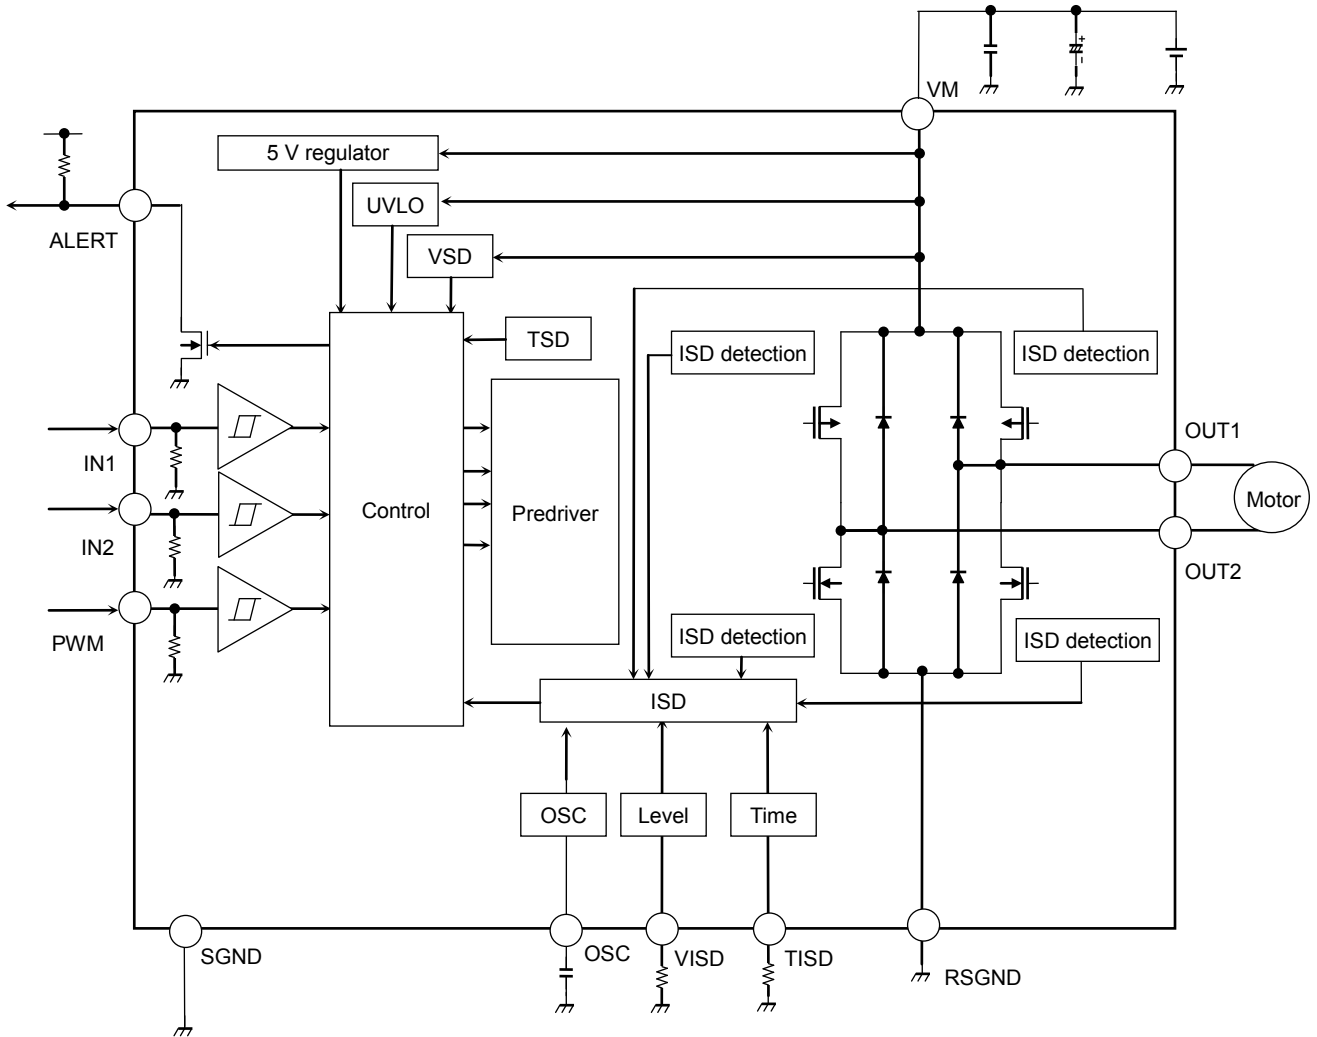 VM
5 V regulator
UVLO
ALERT
VSD
TSD
ISD detection
ISD detection
OUT1
IN1
Motor
Control
Predriver
IN2
OUT2
PWM
ISD detection
ISD detection
ISD
OSC
Level
Time
SGND
OSC
VISD
TISD
RSGND
+
-